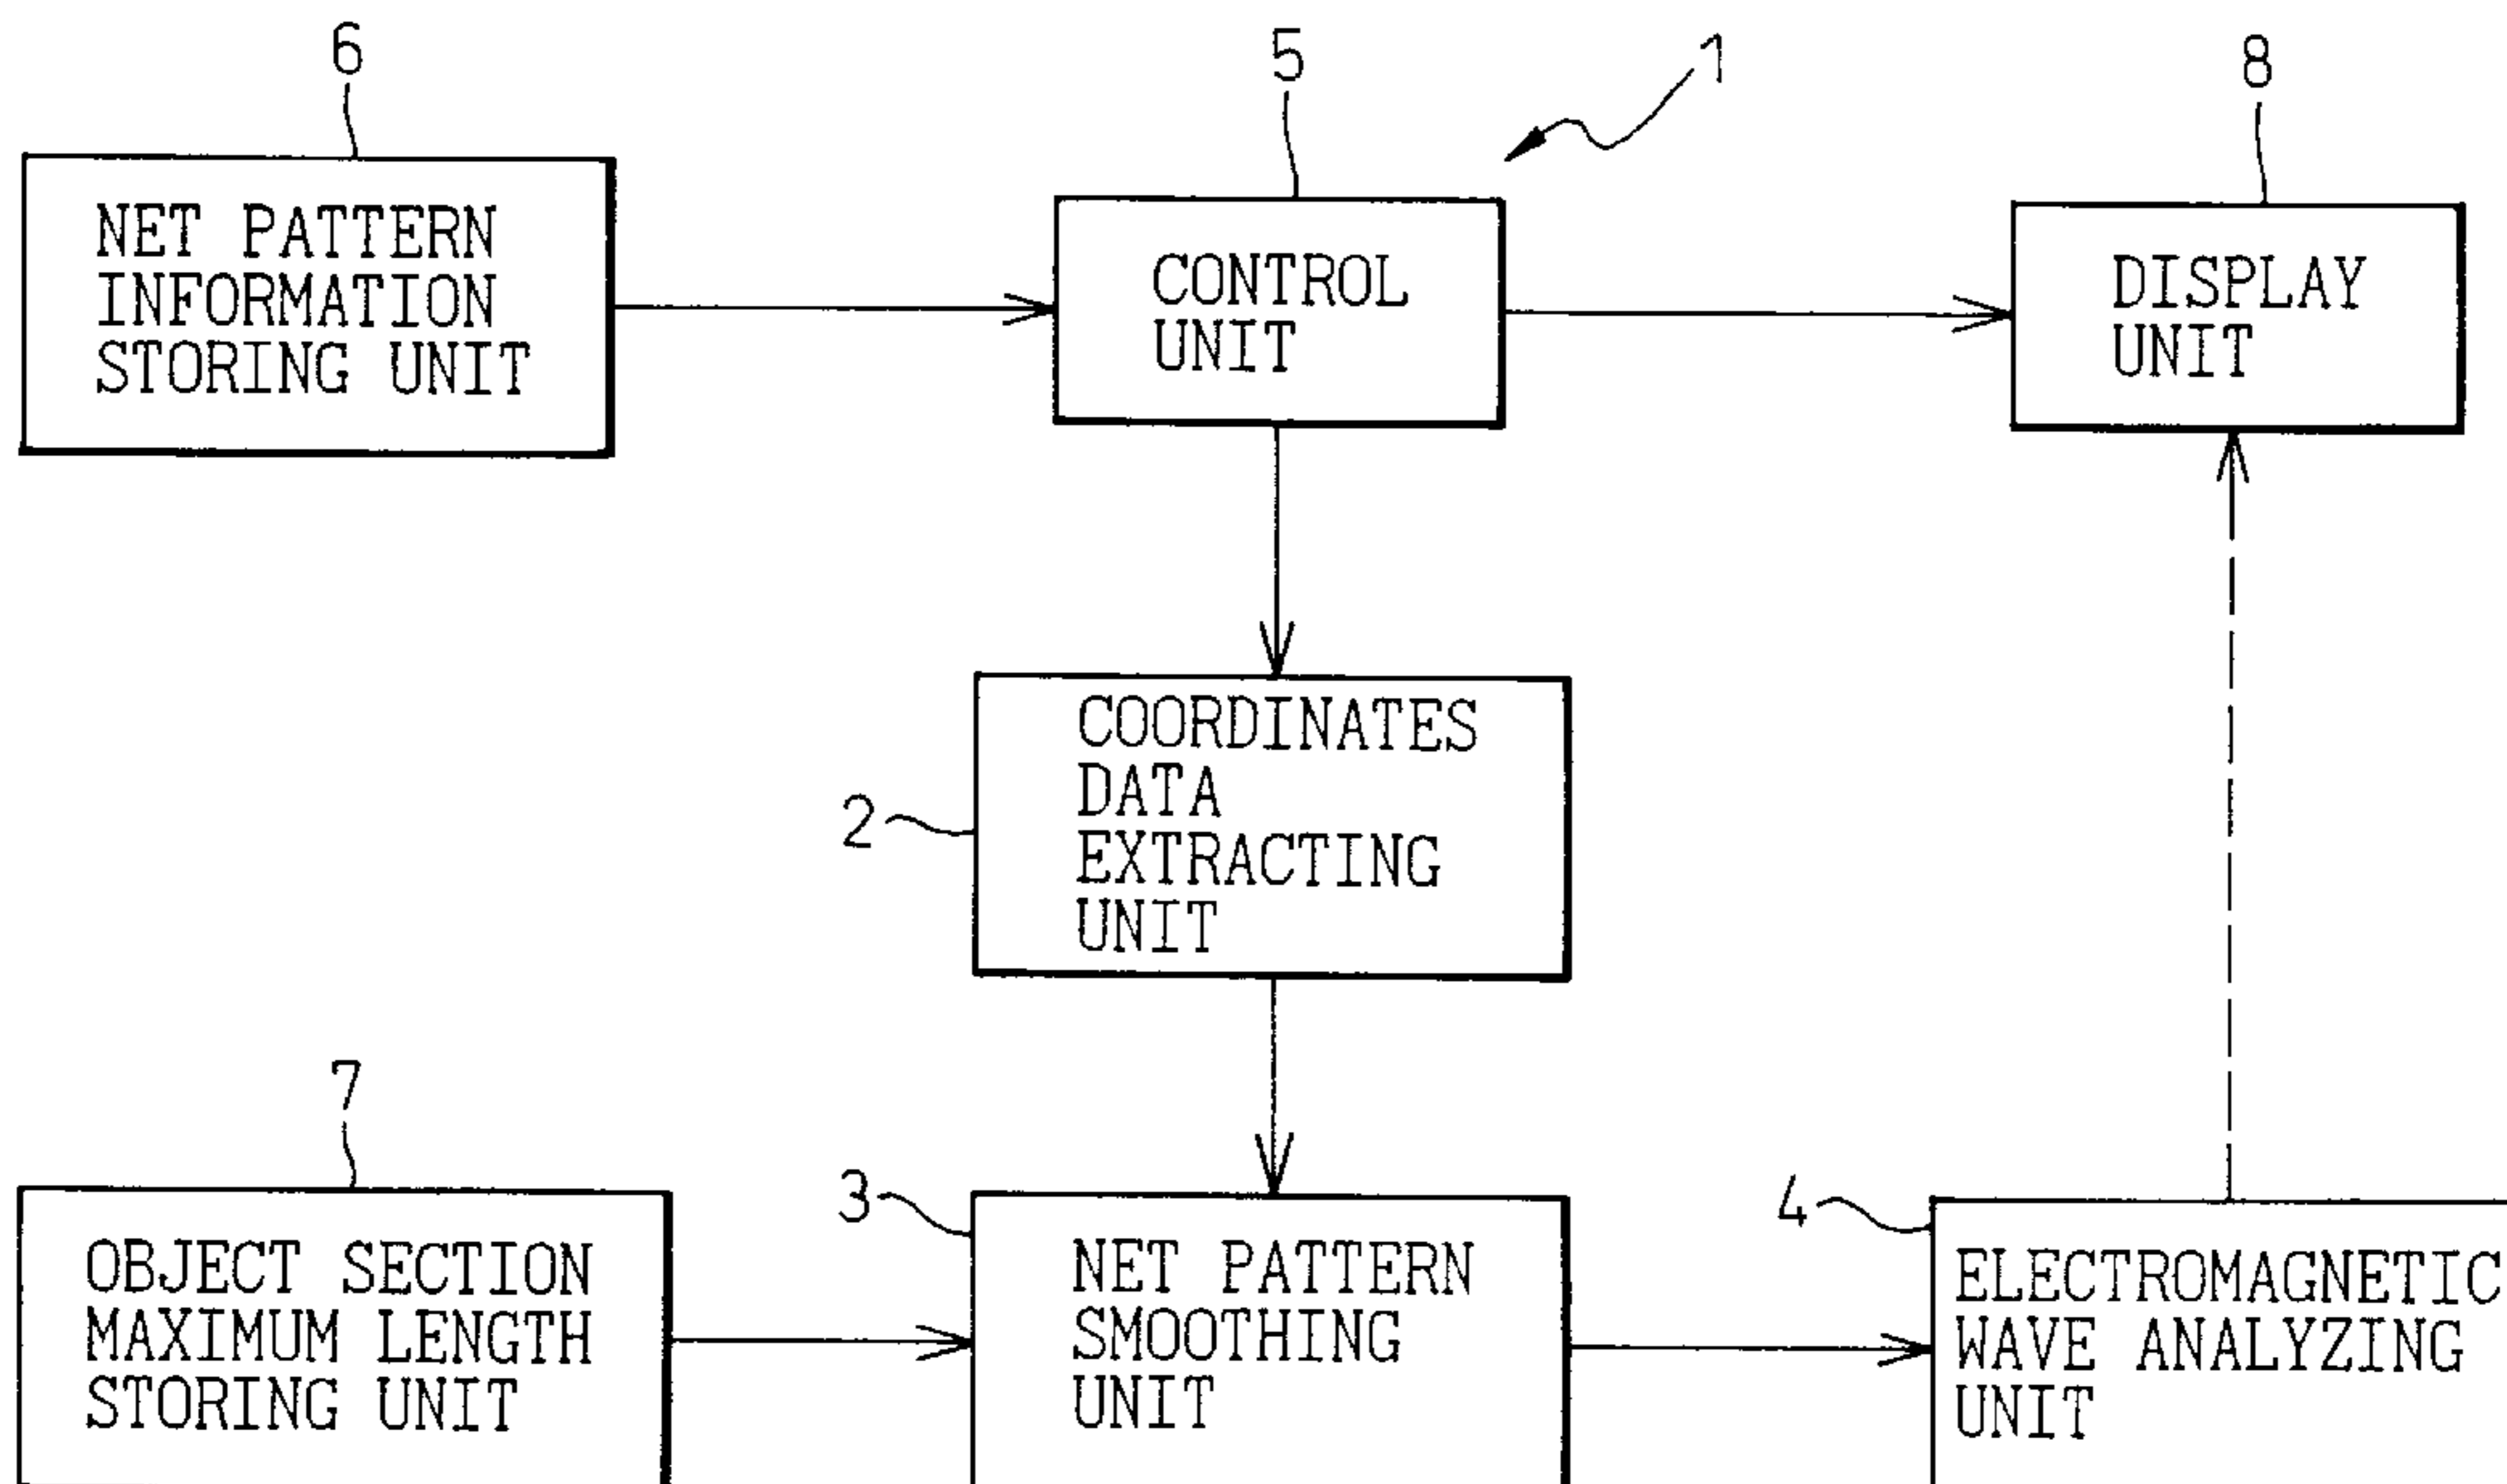 6
5
1
8
NET PATTERN
INFORMATION
STORING UNIT
CONTROL
UNIT
DISPLAY
UNIT
2
COORDINATES
DATA
EXTRACTING
UNIT
7
3
4
OBJECT SECTION
MAXIMUM LENGTH
STORING UNIT
NET PATTERN
SMOOTHING
UNIT
ELECTROMAGNETIC
WAVE ANALYZING
UNIT